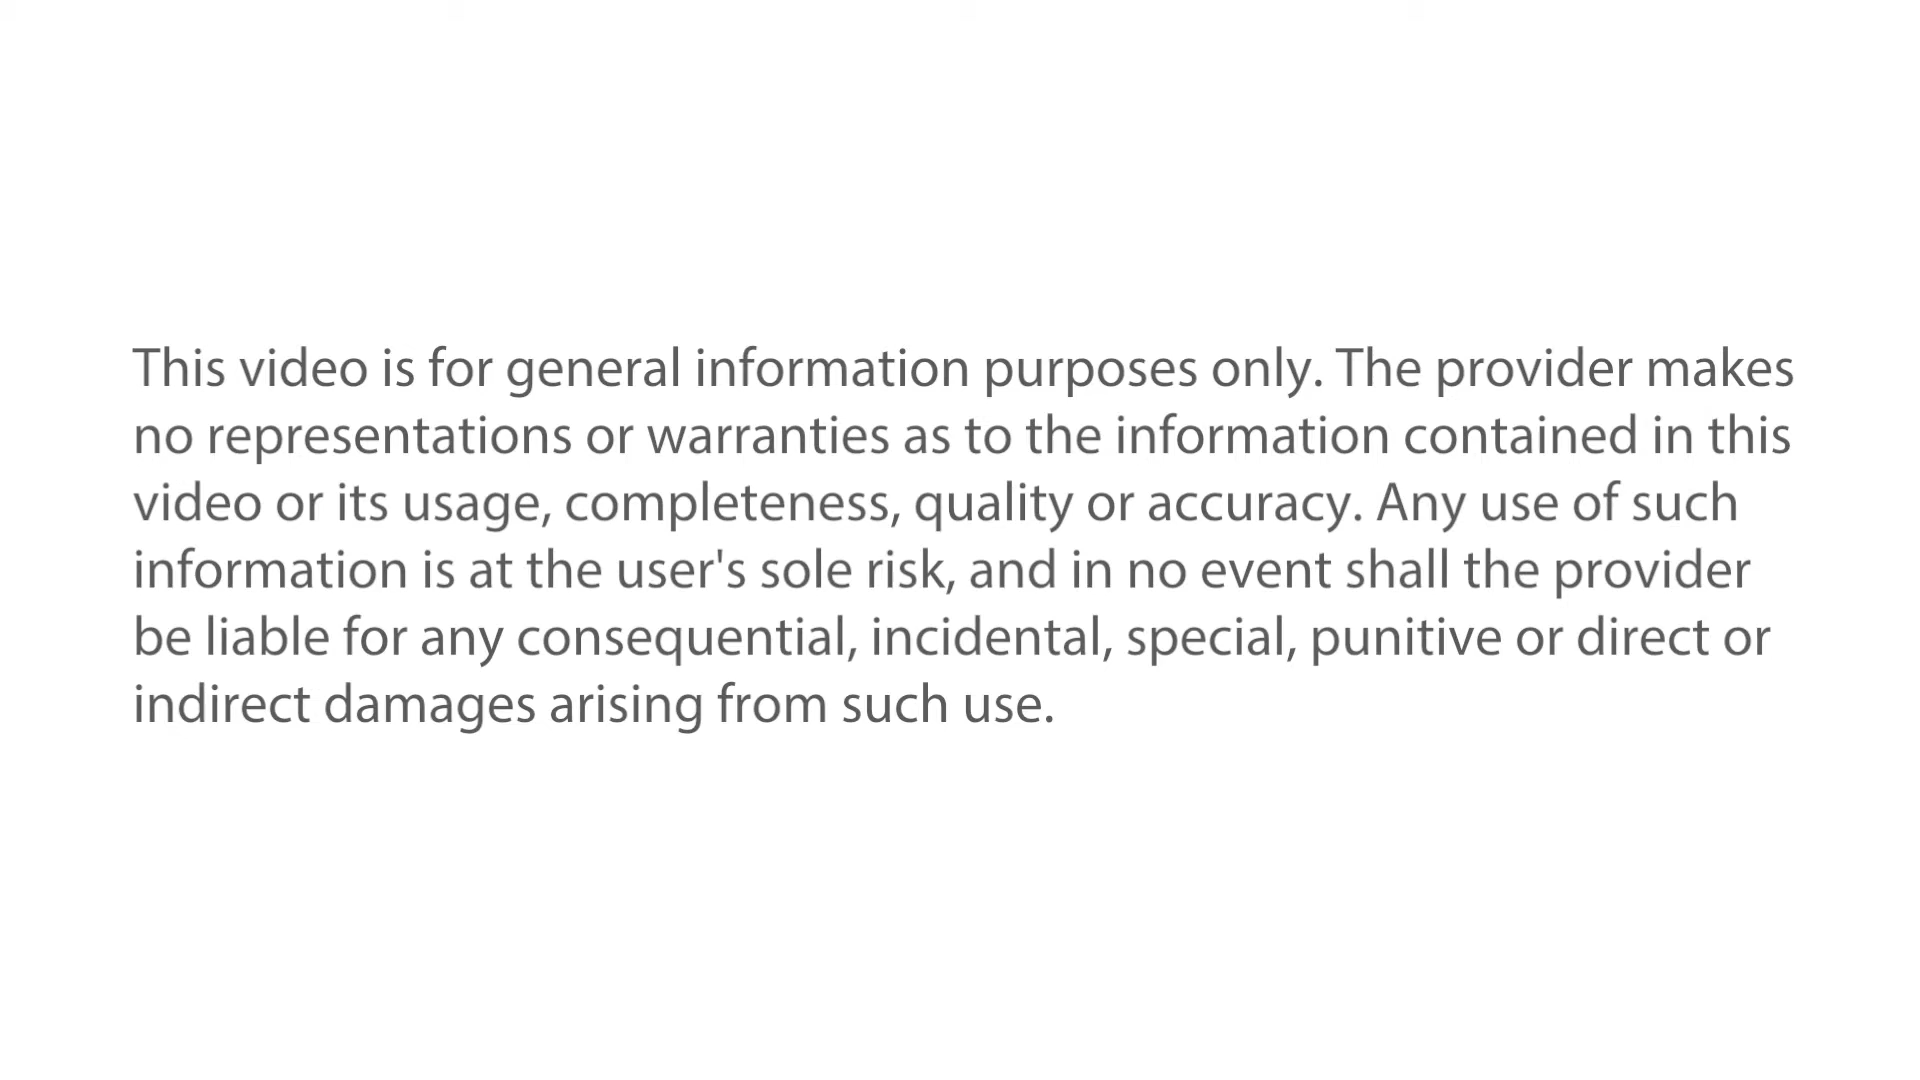 This video is for general information purposes only. The provider makes
no representations or warranties as to the information contained in this
video or its usage, completeness, quality or accuracy. Any use of such
information is at the user's sole risk, and in no event shall the provider
be liable for any consequential, incidental, special, punitive or direct or
indirect damages arising from such use.